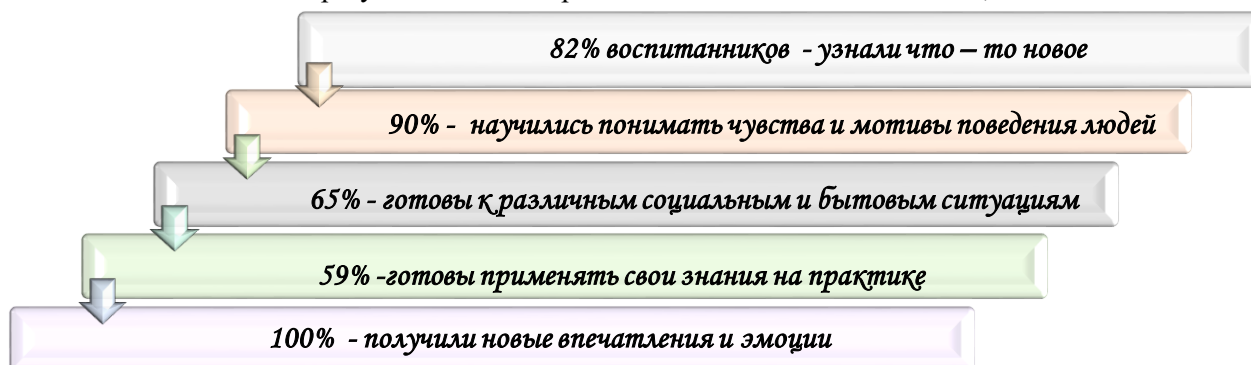 82% воспитанников - узнали что – то новое
90% - научились понимать чувства и мотивы поведения людей
65% - готовы к различным социальным и бытовым ситуациям
59% -готовы применять свои знания на практике
100% - получили новые впечатления и эмоции